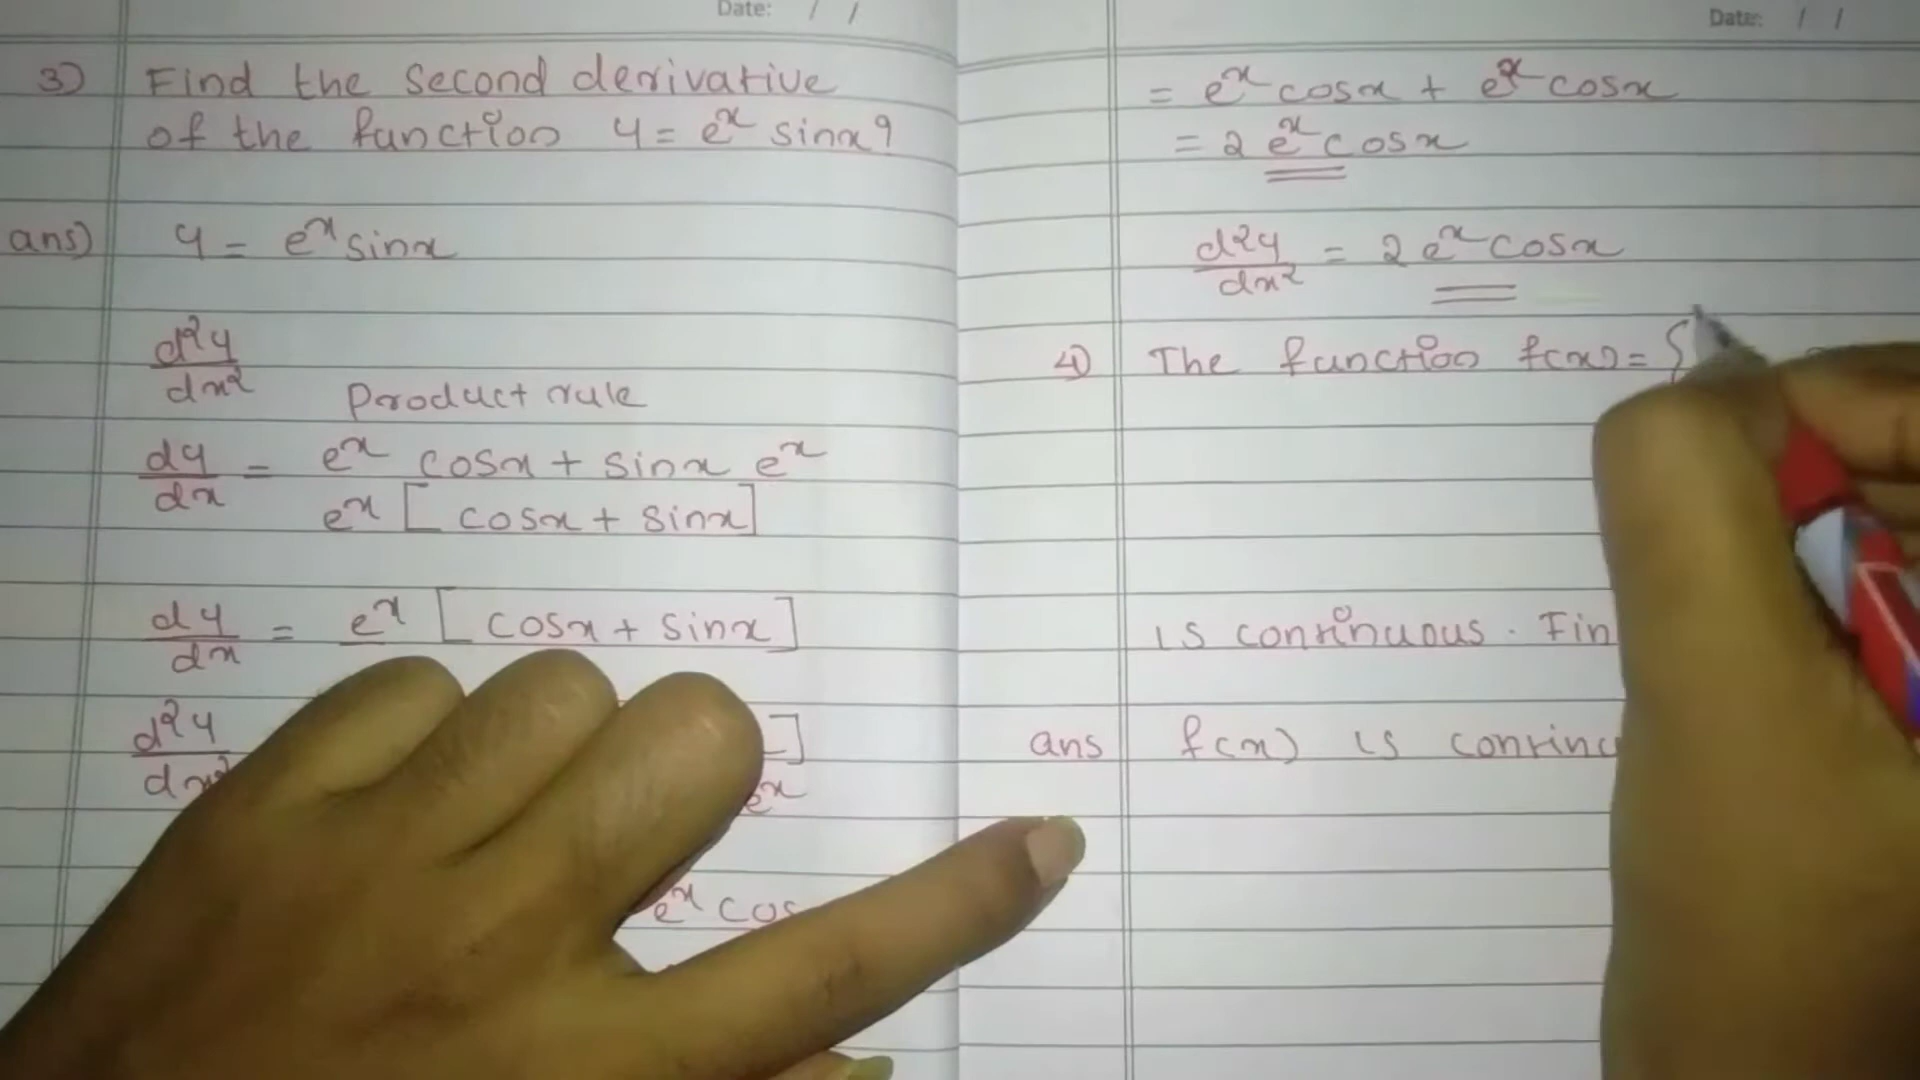 Date: / /
3) Find the second derivative
of the function y = e^x sinx?
ans) y = e^x sinx
d²y
dx²
Product rule
dy/dx = e^x cosx + sinx e^x
e^x [cosx + sinx]
dy/dx = e^x [cosx + sinx]
d²y
dx²
]
e^x
e^x cos
Date: / /
= e^x cosx + e^x cosx
= 2 e^x cosx
d²y/dx² = 2 e^x cosx
4) The function f(x) = {
is continuous. Fin
ans f(x) is continu